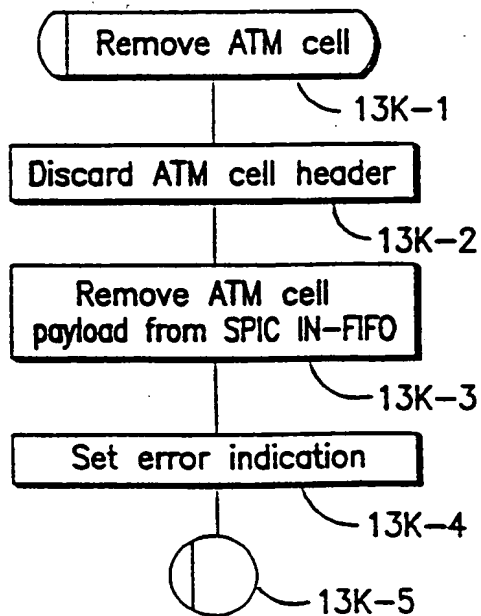 Remove ATM cell
13K-1
Discard ATM cell header
13K-2
Remove ATM cell
payload from SPIC IN-FIFO
13K-3
Set error indication
13K-4
13K-5